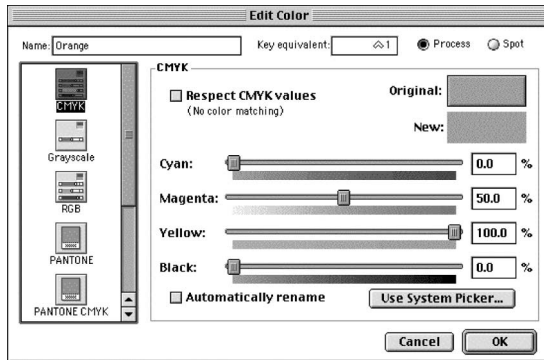 Edit Color
Name: Orange
Key equivalent: 1
Process
Spot
CMYK
Grayscale
RGB
PANTONE
PANTONE CMYK
CMYK
Respect CMYK values
(No color matching)
Original:
New:
Cyan: 0.0 %
Magenta: 50.0 %
Yellow: 100.0 %
Black: 0.0 %
Automatically rename
Use System Picker...
Cancel
OK